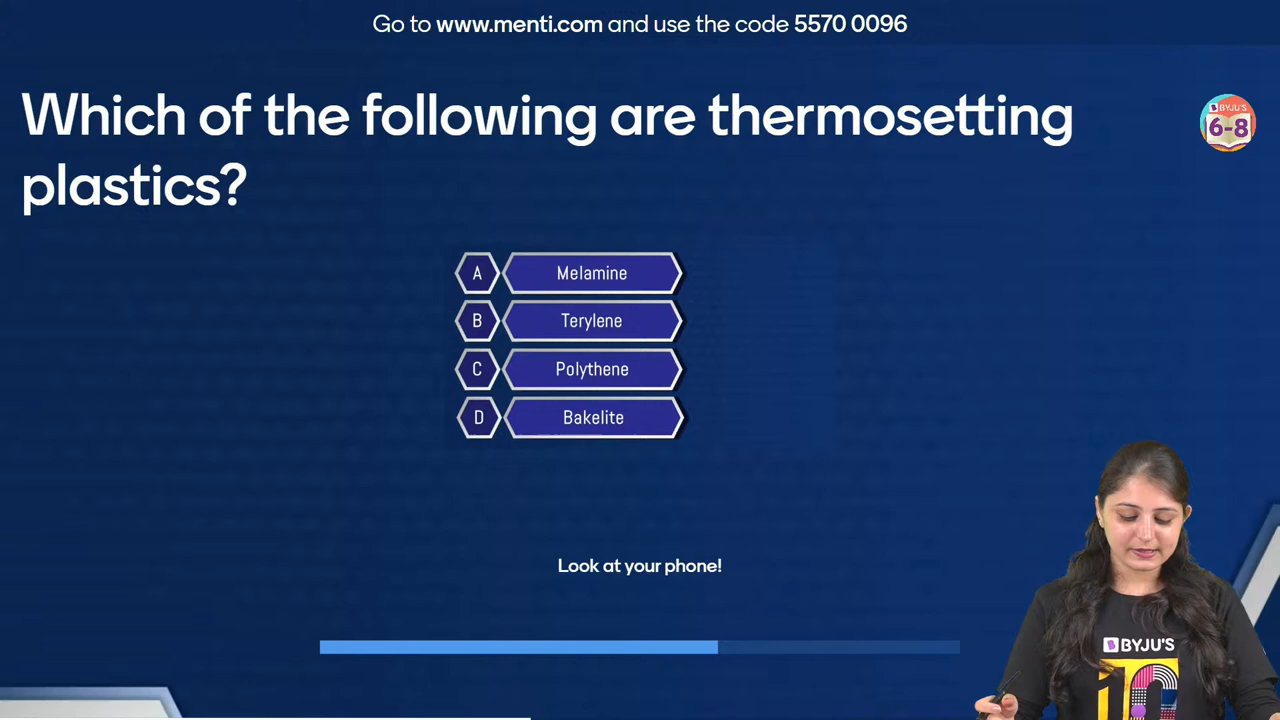 Go to www.menti.com and use the code 5570 0096
Which of the following are thermosetting
plastics?
BYJU'S
6-8
A Melamine
B Terylene
C Polythene
D Bakelite
Look at your phone!
BYJU'S
10